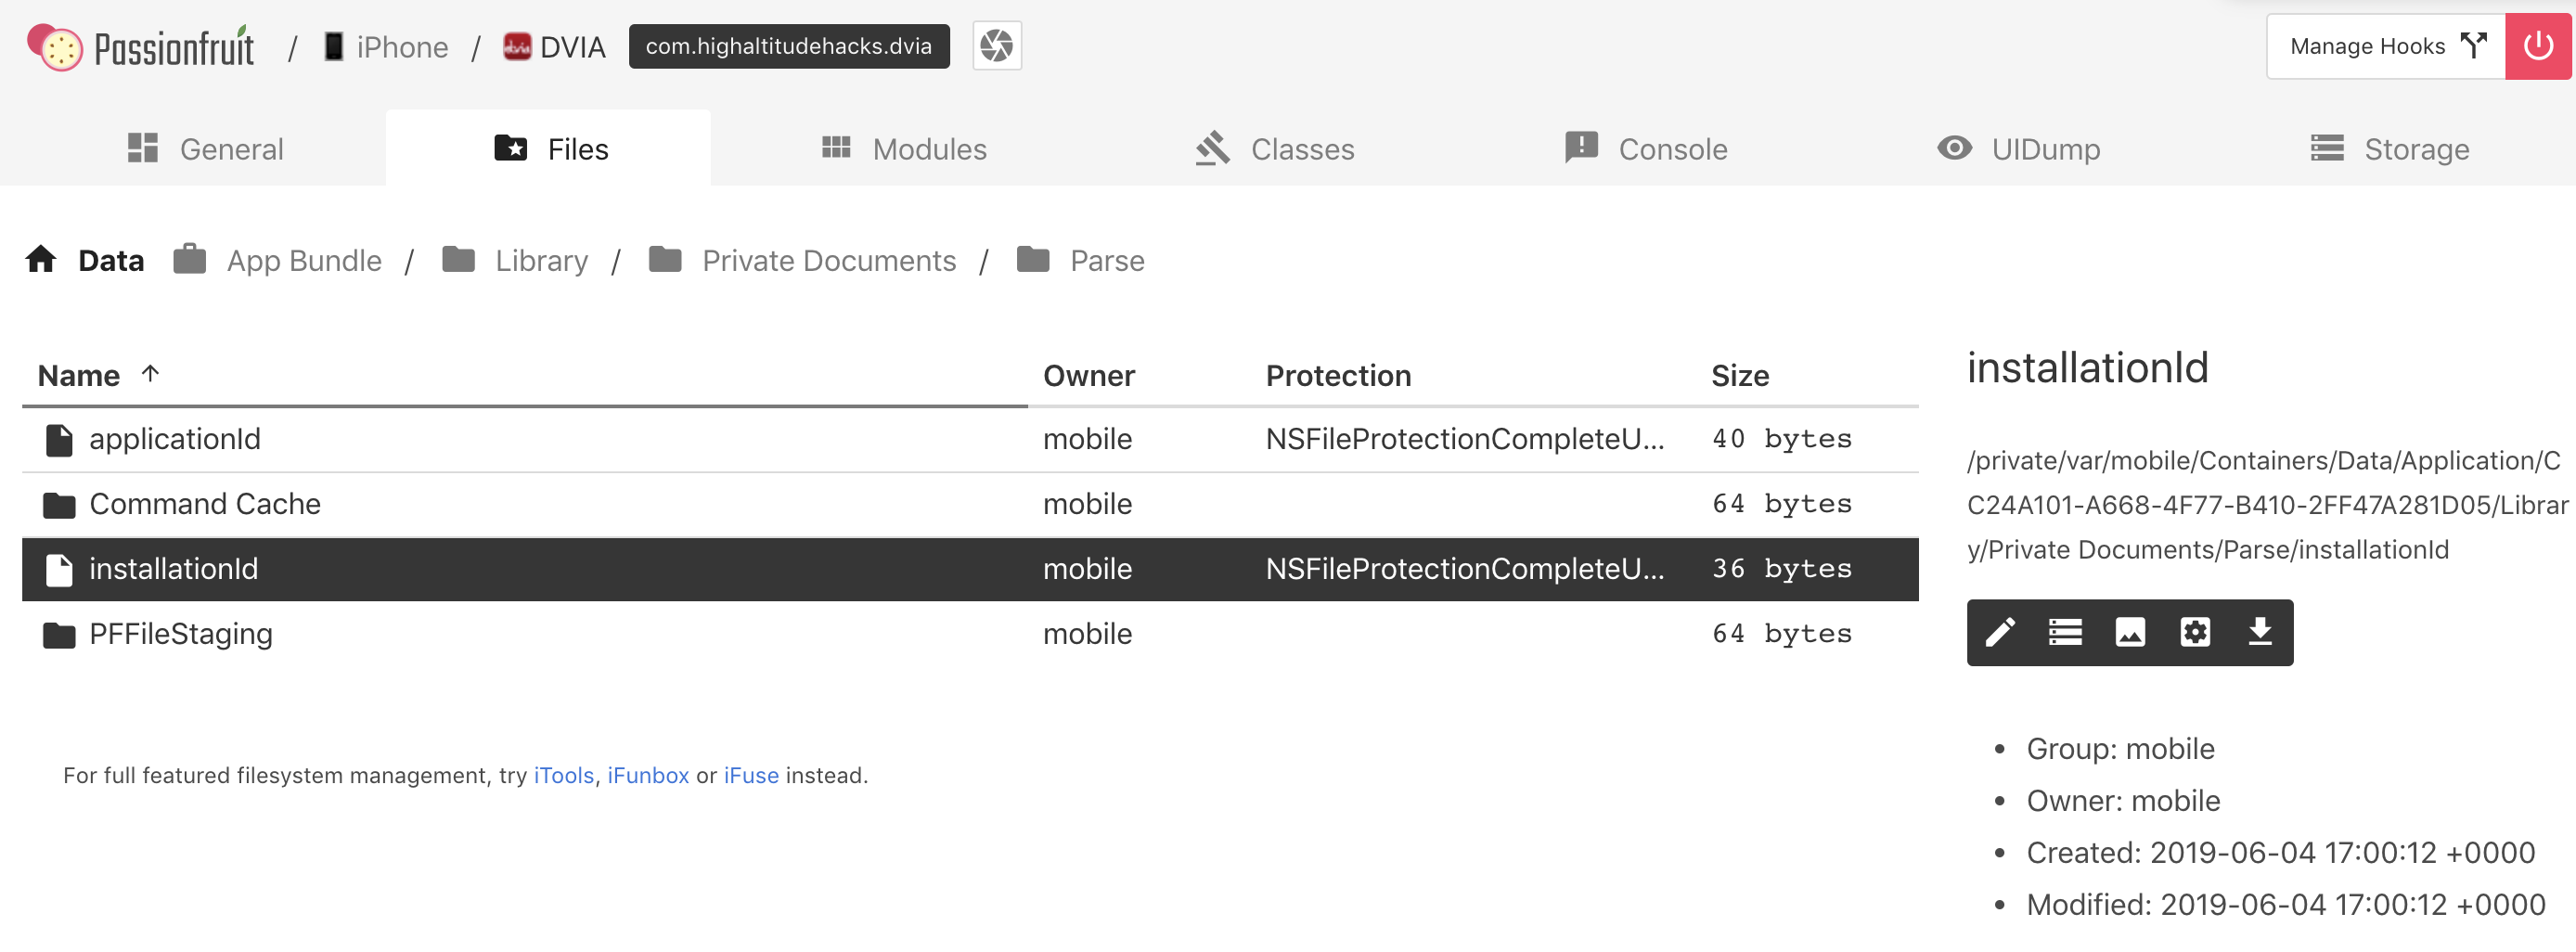 Passionfruit / iPhone / DVIA com.highaltitudehacks.dvia Manage Hooks
General Files Modules Classes Console UIDump Storage
Data App Bundle / Library / Private Documents / Parse
Name ↑ Owner Protection Size
applicationId mobile NSFileProtectionCompleteU... 40 bytes
Command Cache mobile 64 bytes
installationId mobile NSFileProtectionCompleteU... 36 bytes
PFFileStaging mobile 64 bytes
For full featured filesystem management, try iTools, iFunbox or iFuse instead.
installationId
/private/var/mobile/Containers/Data/Application/C
C24A101-A668-4F77-B410-2FF47A281D05/Librar
y/Private Documents/Parse/installationId
• Group: mobile
• Owner: mobile
• Created: 2019-06-04 17:00:12 +0000
• Modified: 2019-06-04 17:00:12 +0000